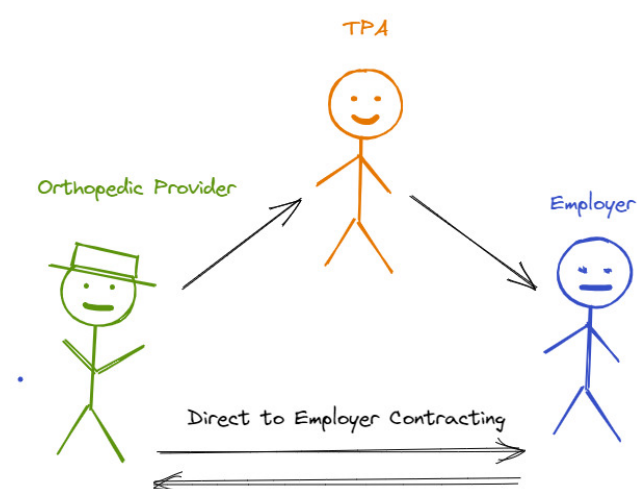 TPA
Orthopedic Provider
Employer
Direct to Employer Contracting